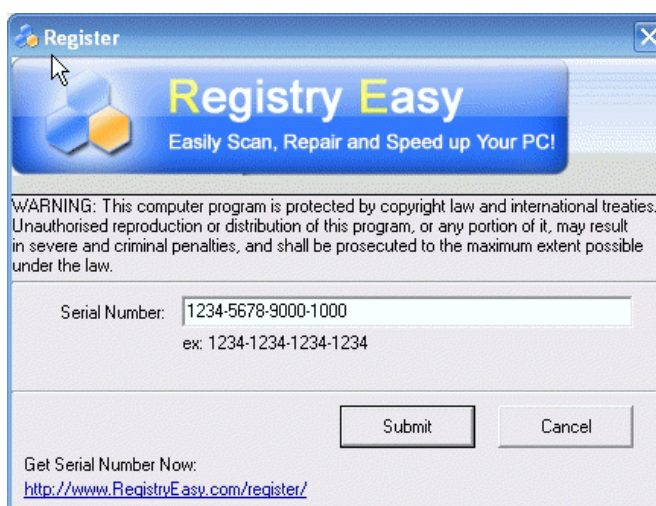 Register
Registry Easy
Easily Scan, Repair and Speed up Your PC!
WARNING: This computer program is protected by copyright law and international treaties.
Unauthorised reproduction or distribution of this program, or any portion of it, may result
in severe and criminal penalties, and shall be prosecuted to the maximum extent possible
under the law.
Serial Number: 1234-5678-9000-1000
ex: 1234-1234-1234-1234
Submit Cancel
Get Serial Number Now:
http://www.RegistryEasy.com/register/